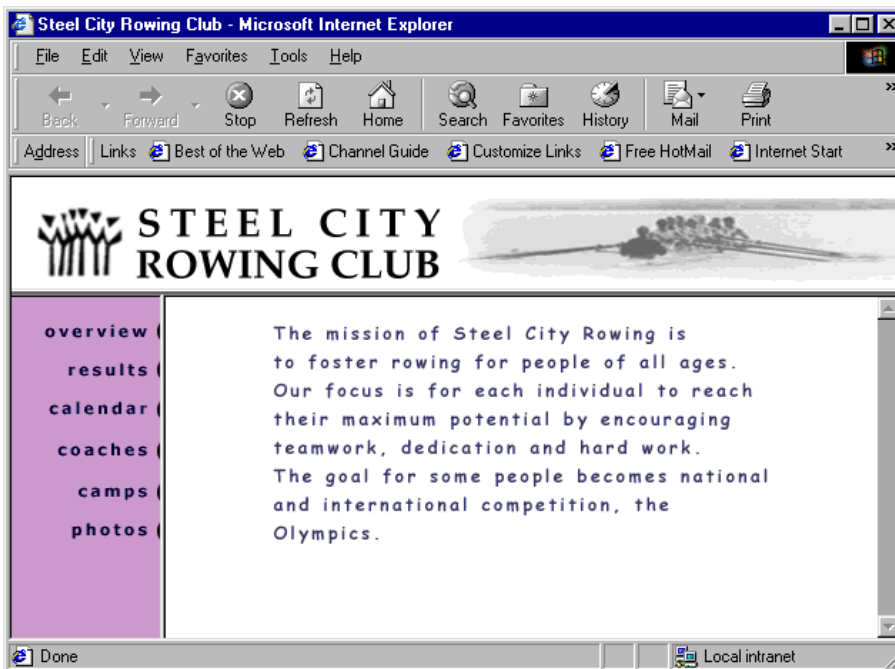 Steel City Rowing Club - Microsoft Internet Explorer
File Edit View Favorites Tools Help
Back Forward Stop Refresh Home Search Favorites History Mail Print »
Address Links Best of the Web Channel Guide Customize Links Free HotMail Internet Start »
STEEL CITY
ROWING CLUB
overview
results
calendar
coaches
camps
photos
The mission of Steel City Rowing is
to foster rowing for people of all ages.
Our focus is for each individual to reach
their maximum potential by encouraging
teamwork, dedication and hard work.
The goal for some people becomes national
and international competition, the
Olympics.
Done Local intranet